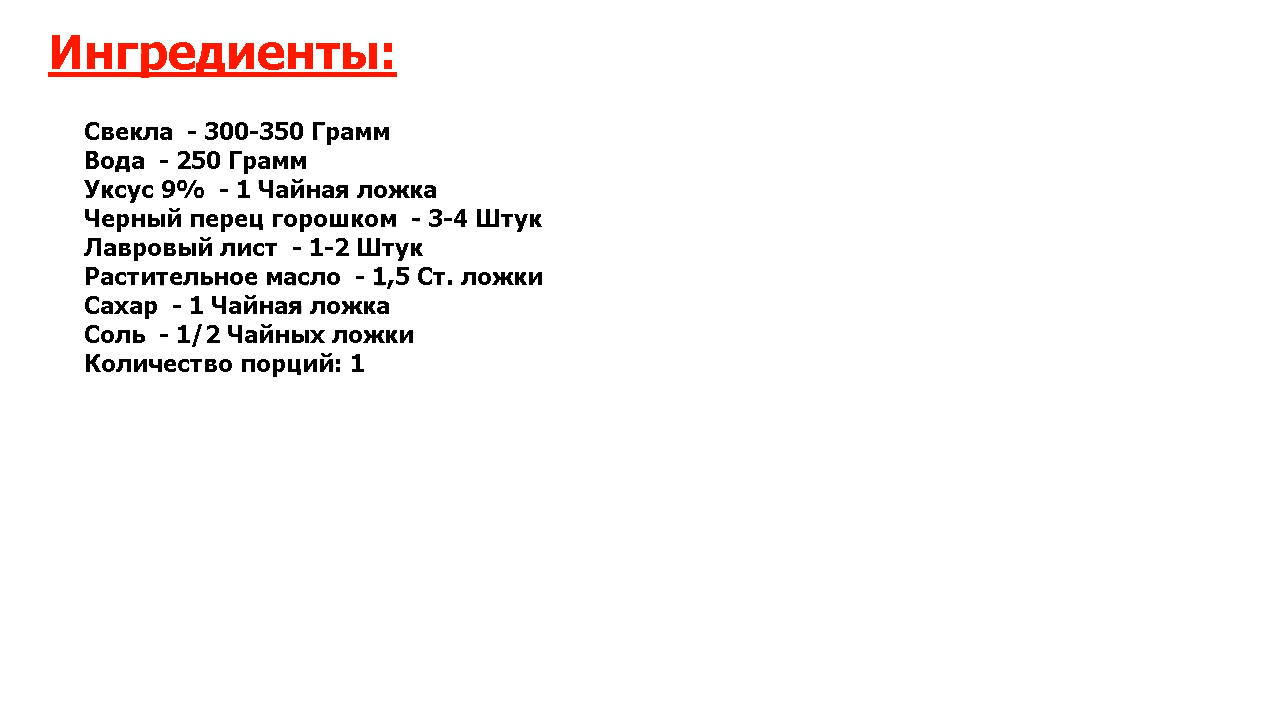 Ингредиенты:
Свекла - 300-350 Грамм
Вода - 250 Грамм
Уксус 9% - 1 Чайная ложка
Черный перец горошком - 3-4 Штук
Лавровый лист - 1-2 Штук
Растительное масло - 1,5 Ст. ложки
Сахар - 1 Чайная ложка
Соль - 1/2 Чайных ложки
Количество порций: 1